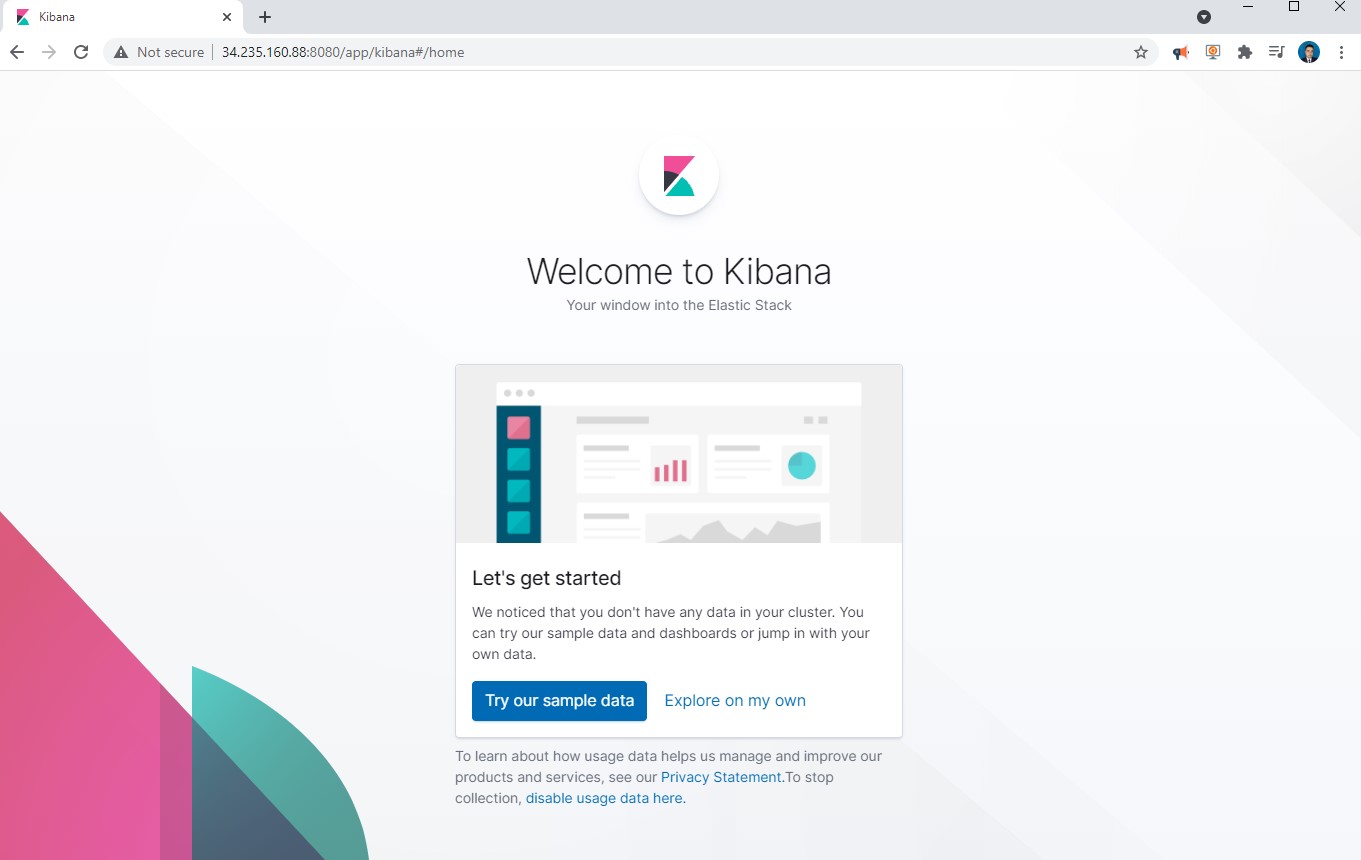 Kibana
Not secure
34.235.160.88:8080/app/kibana#/home
Welcome to Kibana
Your window into the Elastic Stack
Let's get started
We noticed that you don't have any data in your cluster. You
can try our sample data and dashboards or jump in with your
own data.
Try our sample data
Explore on my own
To learn about how usage data helps us manage and improve our
products and services, see our Privacy Statement.To stop
collection, disable usage data here.